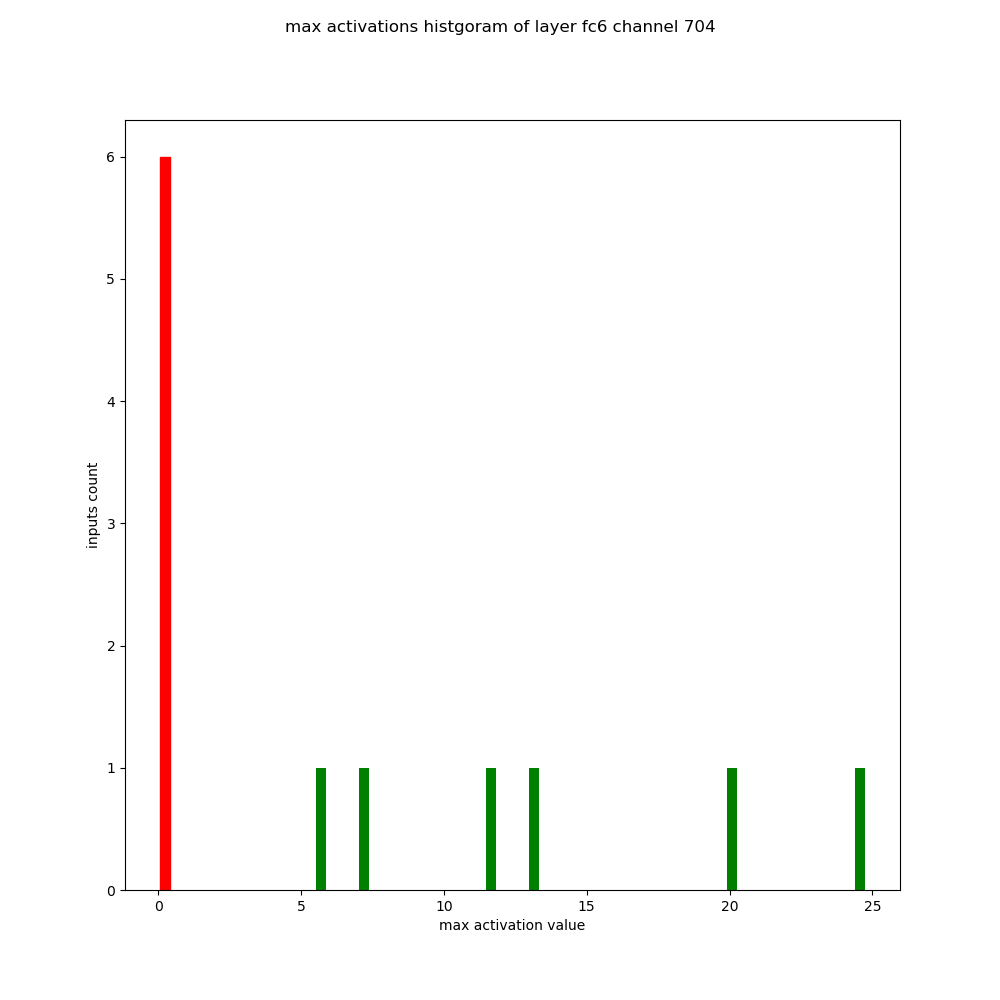 max activations histgoram of layer fc6 channel 704
6
5
4
3
2
1
0
inputs count
0 5 10 15 20 25
max activation value